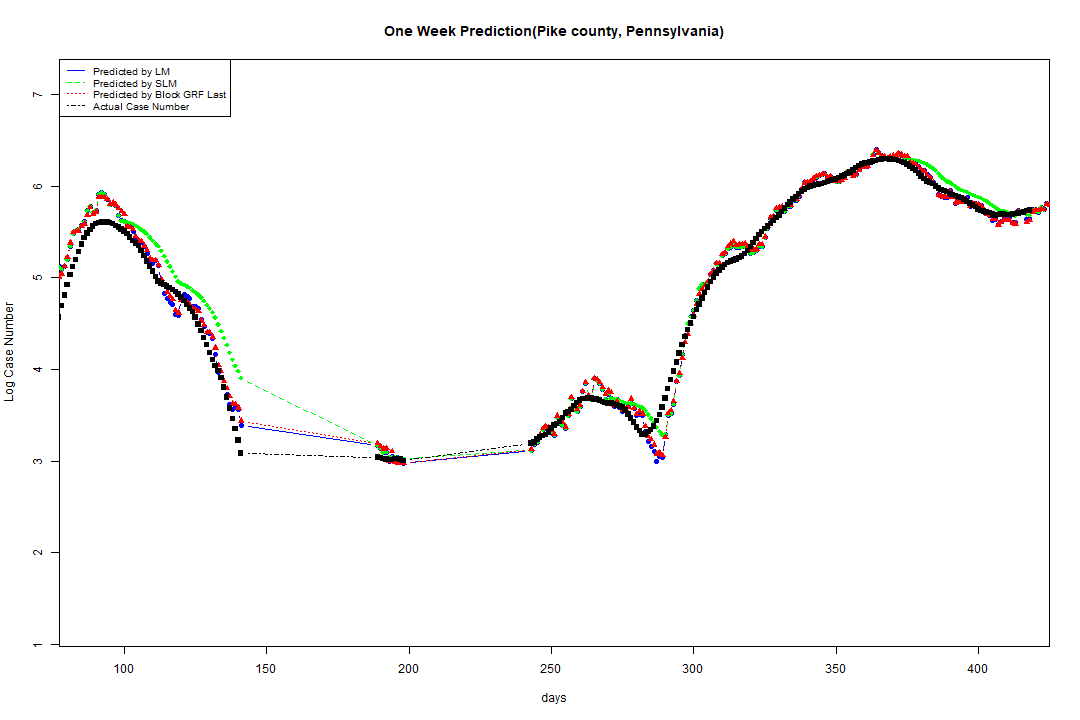 One Week Prediction(Pike county, Pennsylvania)
Predicted by LM
Predicted by SLM
Predicted by Block GRF Last
Actual Case Number
Log Case Number
7
6
5
4
3
2
1
100 150 200 250 300 350 400
days